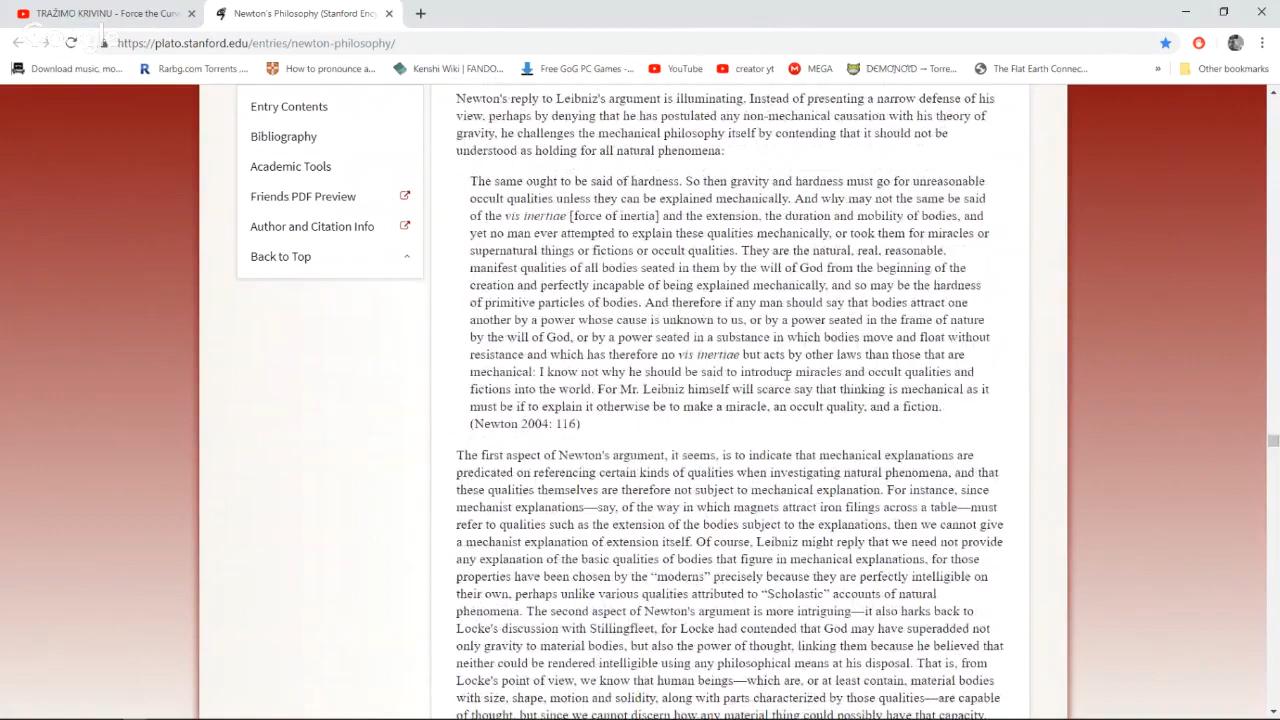 TRAŽIMO KRIVINU - Force the Curv
Newton's Philosophy (Stanford Ency
https://plato.stanford.edu/entries/newton-philosophy/
Download music, mo...
Rarbg.com Torrents ,...
How to pronounce a...
Kenshi Wiki | FANDO...
Free GoG PC Games -...
YouTube
creator yt
MEGA
DEMONOID -- Torre...
The Flat Earth Connec...
»
Other bookmarks
Entry Contents
Bibliography
Academic Tools
Friends PDF Preview
Author and Citation Info
Back to Top
Newton's reply to Leibniz's argument is illuminating. Instead of presenting a narrow defense of his
view, perhaps by denying that he has postulated any non-mechanical causation with his theory of
gravity, he challenges the mechanical philosophy itself by contending that it should not be
understood as holding for all natural phenomena:
The same ought to be said of hardness. So then gravity and hardness must go for unreasonable
occult qualities unless they can be explained mechanically. And why may not the same be said
of the vis inertiae [force of inertia] and the extension, the duration and mobility of bodies, and
yet no man ever attempted to explain these qualities mechanically, or took them for miracles or
supernatural things or fictions or occult qualities. They are the natural, real, reasonable,
manifest qualities of all bodies seated in them by the will of God from the beginning of the
creation and perfectly incapable of being explained mechanically, and so may be the hardness
of primitive particles of bodies. And therefore if any man should say that bodies attract one
another by a power whose cause is unknown to us, or by a power seated in the frame of nature
by the will of God, or by a power seated in a substance in which bodies move and float without
resistance and which has therefore no vis inertiae but acts by other laws than those that are
mechanical: I know not why he should be said to introduce miracles and occult qualities and
fictions into the world. For Mr. Leibniz himself will scarce say that thinking is mechanical as it
must be if to explain it otherwise be to make a miracle, an occult quality, and a fiction.
(Newton 2004: 116)
The first aspect of Newton's argument, it seems, is to indicate that mechanical explanations are
predicated on referencing certain kinds of qualities when investigating natural phenomena, and that
these qualities themselves are therefore not subject to mechanical explanation. For instance, since
mechanist explanations—say, of the way in which magnets attract iron filings across a table—must
refer to qualities such as the extension of the bodies subject to the explanations, then we cannot give
a mechanist explanation of extension itself. Of course, Leibniz might reply that we need not provide
any explanation of the basic qualities of bodies that figure in mechanical explanations, for those
properties have been chosen by the “moderns” precisely because they are perfectly intelligible on
their own, perhaps unlike various qualities attributed to “Scholastic” accounts of natural
phenomena. The second aspect of Newton's argument is more intriguing—it also harks back to
Locke's discussion with Stillingfleet, for Locke had contended that God may have superadded not
only gravity to material bodies, but also the power of thought, linking them because he believed that
neither could be rendered intelligible using any philosophical means at his disposal. That is, from
Locke's point of view, we know that human beings—which are, or at least contain, material bodies
with size, shape, motion and solidity, along with parts characterized by those qualities—are capable
of thought, but since we cannot discern how any material thing could possibly have that capacity,